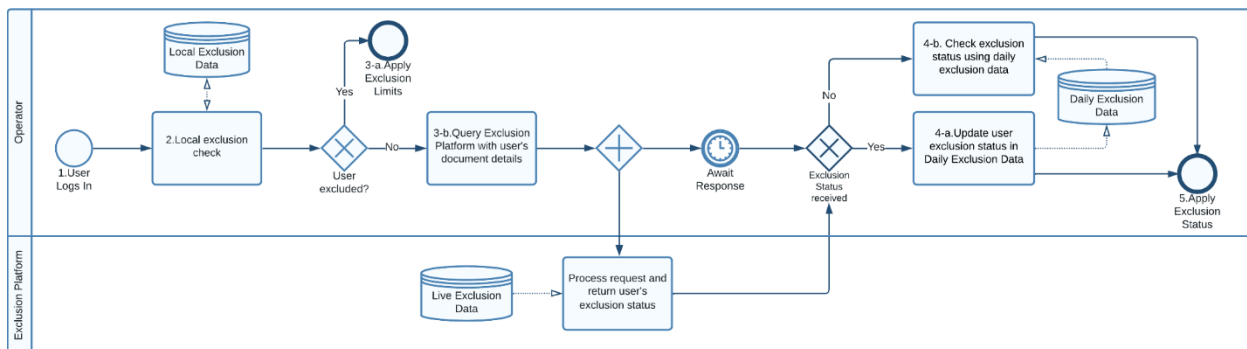 Operator
Local Exclusion
Data
1.User
Logs In
2.Local exclusion
check
Yes
3-a.Apply
Exclusion
Limits
User
excluded?
No
3-b.Query Exclusion
Platform with user's
document details
Await
Response
Exclusion
Status
received
No
Yes
4-b. Check exclusion
status using daily
exclusion data
Daily Exclusion
Data
4-a.Update user
exclusion status in
Daily Exclusion Data
5.Apply
Exclusion
Status
Exclusion Platform
Live Exclusion
Data
Process request and
return user's
exclusion status